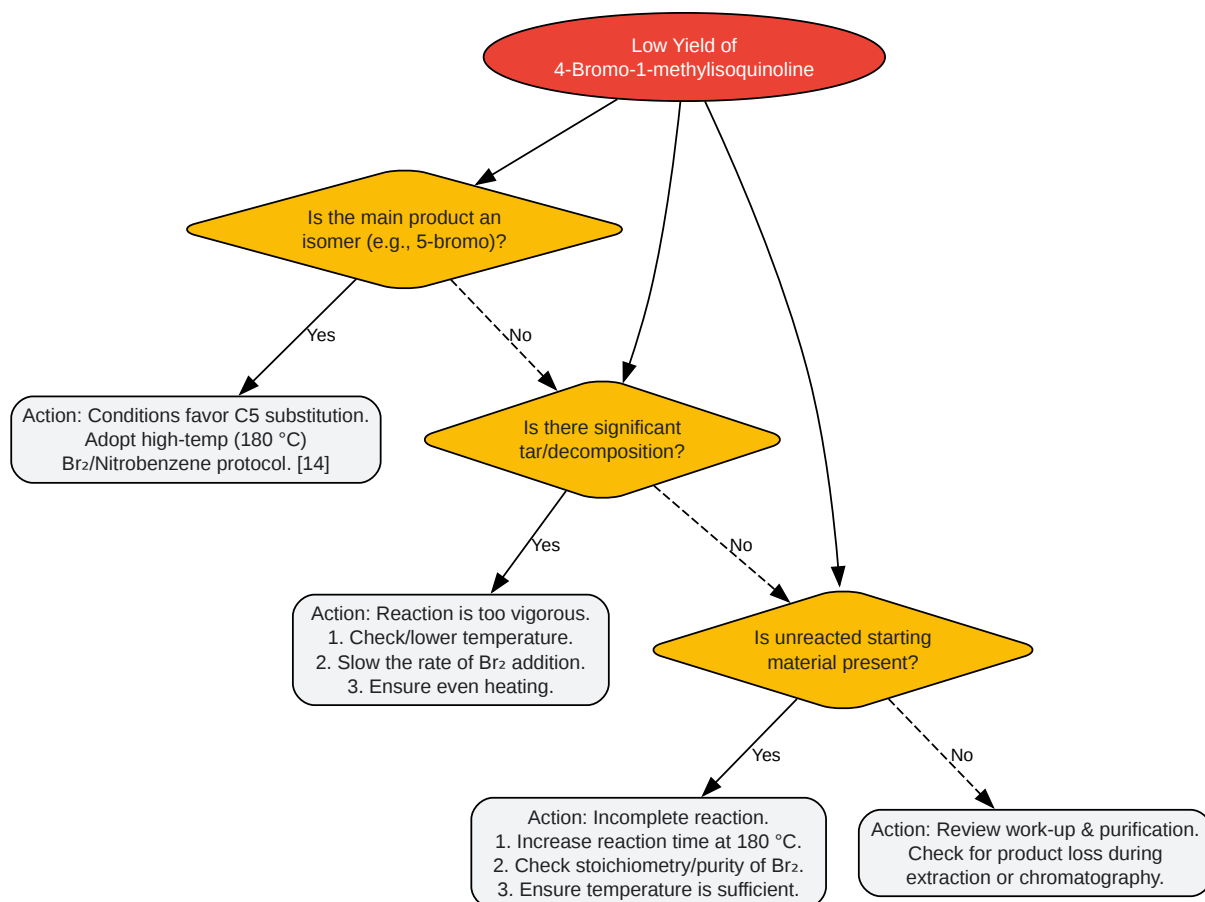 Low Yield of
4-Bromo-1-methylisoquinoline
Is the main product an
isomer (e.g., 5-bromo)?
Yes
No
Action: Conditions favor C5 substitution.
Adopt high-temp (180 °C)
Br₂/Nitrobenzene protocol. [14]
Is there significant
tar/decomposition?
Yes
No
Action: Reaction is too vigorous.
1. Check/lower temperature.
2. Slow the rate of Br₂ addition.
3. Ensure even heating.
Is unreacted starting
material present?
Yes
No
Action: Incomplete reaction.
1. Increase reaction time at 180 °C.
2. Check stoichiometry/purity of Br₂.
3. Ensure temperature is sufficient.
Action: Review work-up & purification.
Check for product loss during
extraction or chromatography.